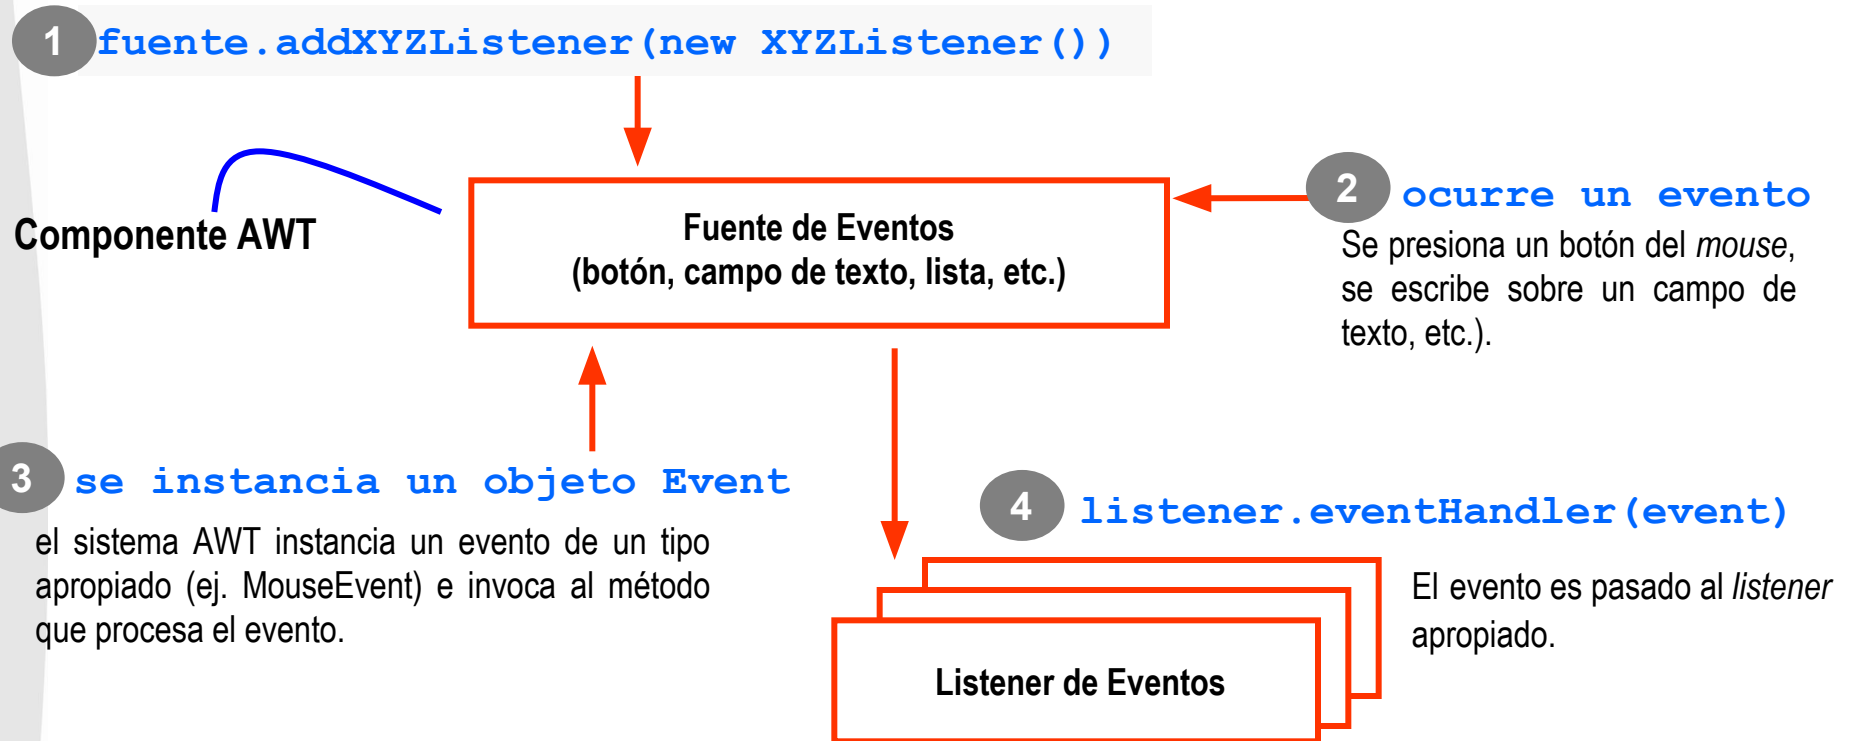 1 fuente.addXYZListener(new XYZListener())
Componente AWT
Fuente de Eventos
(botón, campo de texto, lista, etc.)
2 ocurre un evento
Se presiona un botón del mouse,
se escribe sobre un campo de
texto, etc.).
3 se instancia un objeto Event
el sistema AWT instancia un evento de un tipo
apropiado (ej. MouseEvent) e invoca al método
que procesa el evento.
4 listener.eventHandler(event)
El evento es pasado al listener
apropiado.
Listener de Eventos